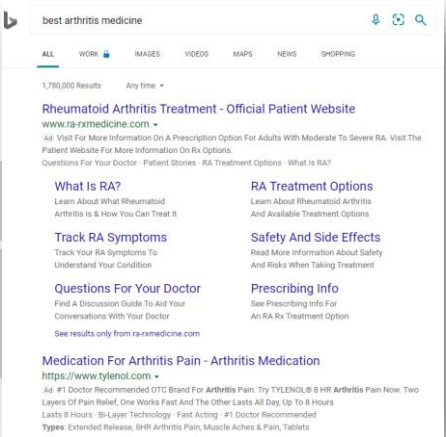 best arthritis medicine
ALL WORK IMAGES VIDEOS MAPS NEWS SHOPPING
1,780,000 Results Any time
Rheumatoid Arthritis Treatment - Official Patient Website
www.ra-rxmedicine.com
Ad Visit For More Information On A Prescription Option For Adults With Moderate To Severe RA. Visit The
Patient Website For More Information On Rx Options.
Questions For Your Doctor · Patient Stories · RA Treatment Options · What Is RA?
What Is RA?
Learn About What Rheumatoid
Arthritis Is & How You Can Treat It
RA Treatment Options
Learn About Rheumatoid Arthritis
And Available Treatment Options
Track RA Symptoms
Track Your RA Symptoms To
Understand Your Condition
Safety And Side Effects
Read More Information About Safety
And Risks When Taking Treatment
Questions For Your Doctor
Find A Discussion Guide To Aid Your
Conversations With Your Doctor
Prescribing Info
See Prescribing Info For
An RA Rx Treatment Option
See results only from ra-rxmedicine.com
Medication For Arthritis Pain - Arthritis Medication
https://www.tylenol.com
Ad #1 Doctor Recommended OTC Brand For Arthritis Pain. Try TYLENOL® 8 HR Arthritis Pain Now. Two
Layers Of Pain Relief, One Works Fast And The Other Lasts All Day, Up To 8 Hours
Lasts 8 Hours · Bi-Layer Technology · Fast Acting · #1 Doctor Recommended
Types: Extended Release, 8HR Arthritis Pain, Muscle Aches & Pain, Tablets